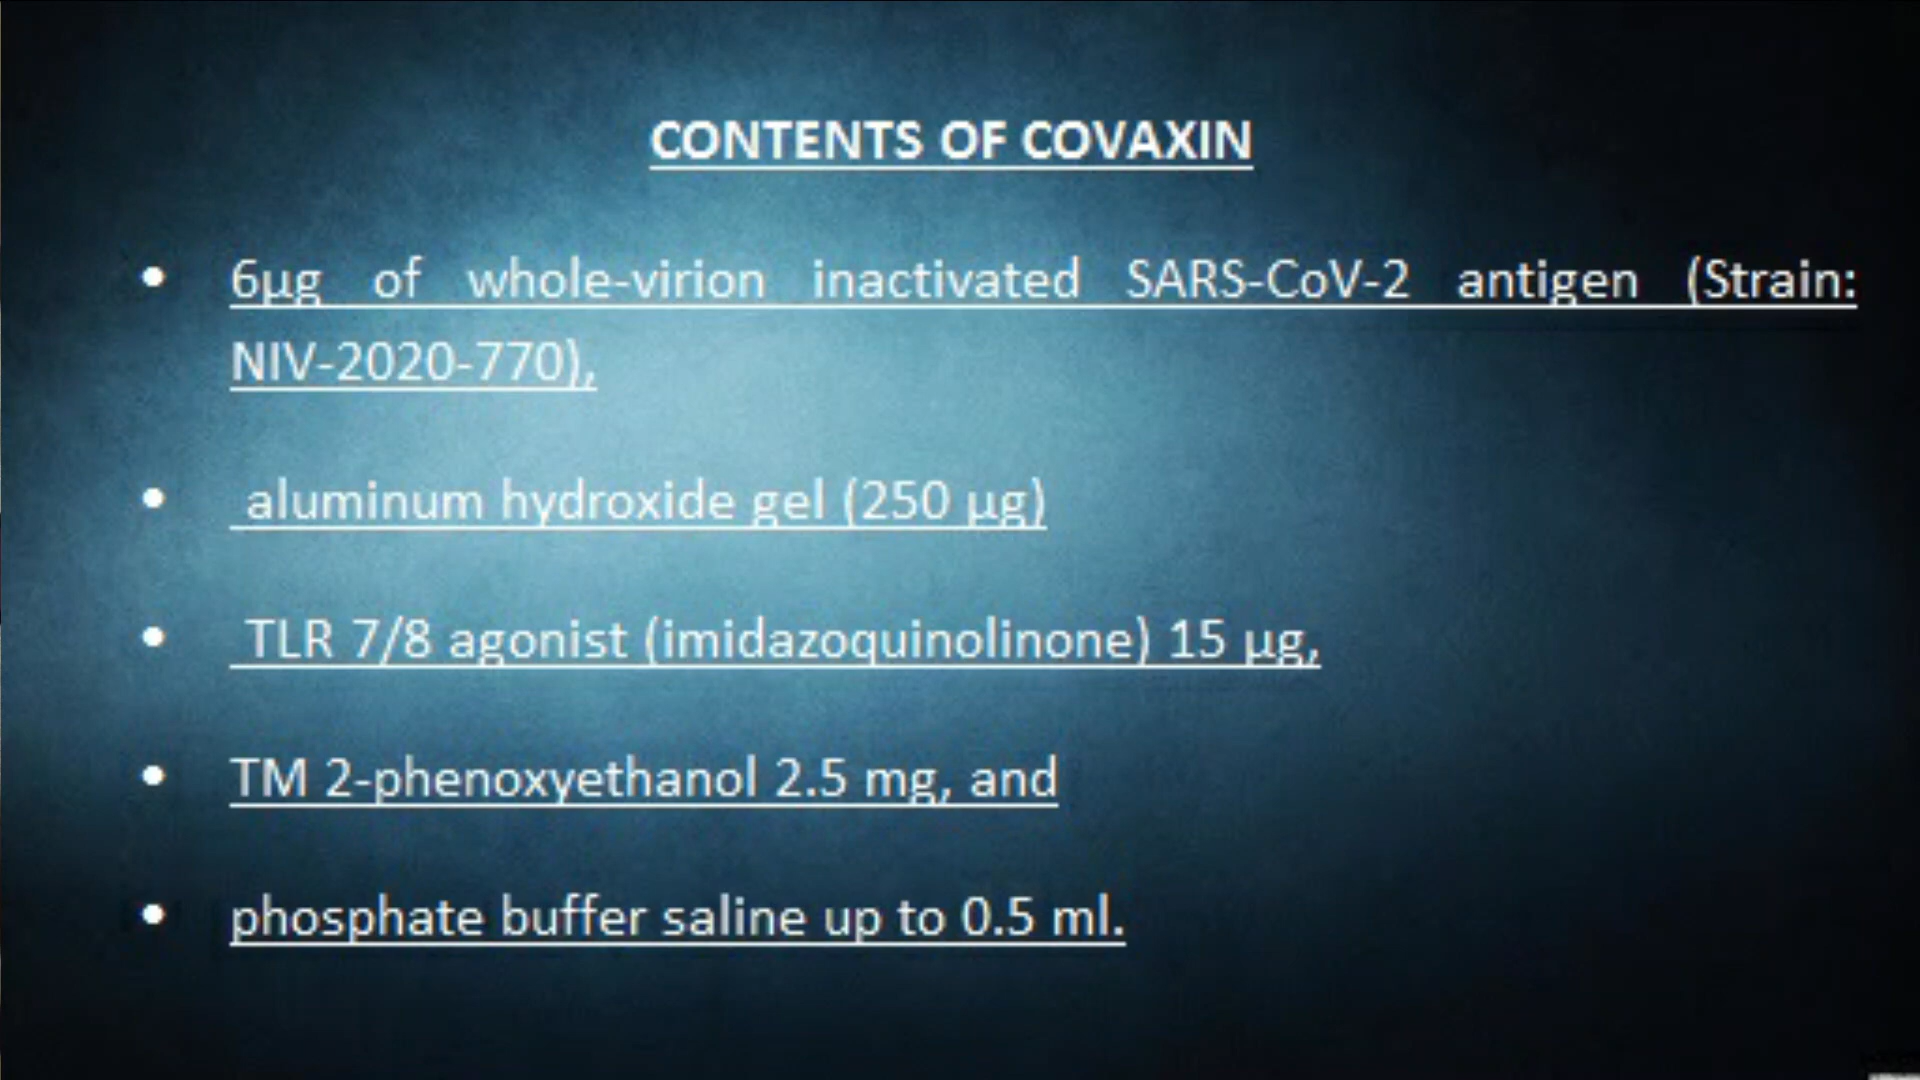 CONTENTS OF COVAXIN
• 6µg of whole-virion inactivated SARS-CoV-2 antigen (Strain:
NIV-2020-770),
• aluminum hydroxide gel (250 µg)
• TLR 7/8 agonist (imidazoquinolinone) 15 µg,
• TM 2-phenoxyethanol 2.5 mg, and
• phosphate buffer saline up to 0.5 ml.